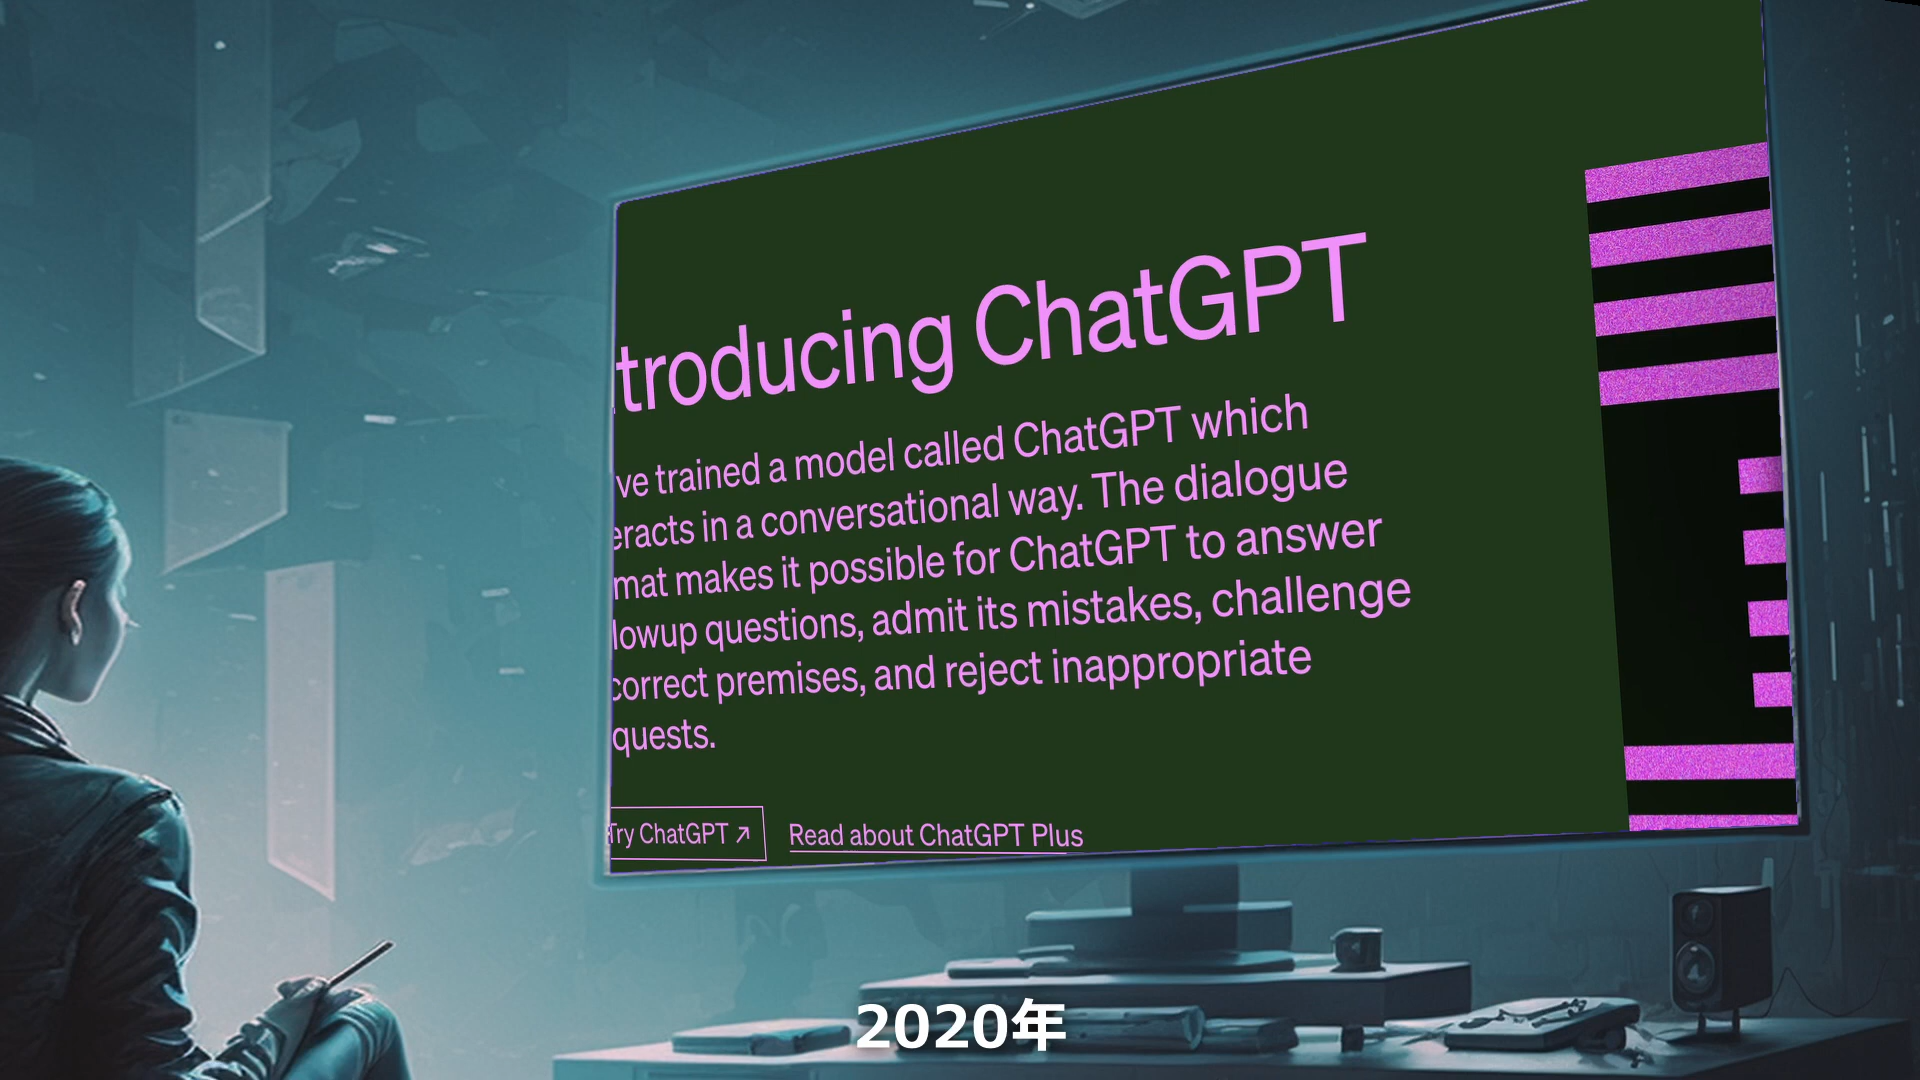 troducing ChatGPT
ve trained a model called ChatGPT which
eracts in a conversational way. The dialogue
mat makes it possible for ChatGPT to answer
lowup questions, admit its mistakes, challenge
correct premises, and reject inappropriate
quests.
Try ChatGPT ↗
Read about ChatGPT Plus
2020年